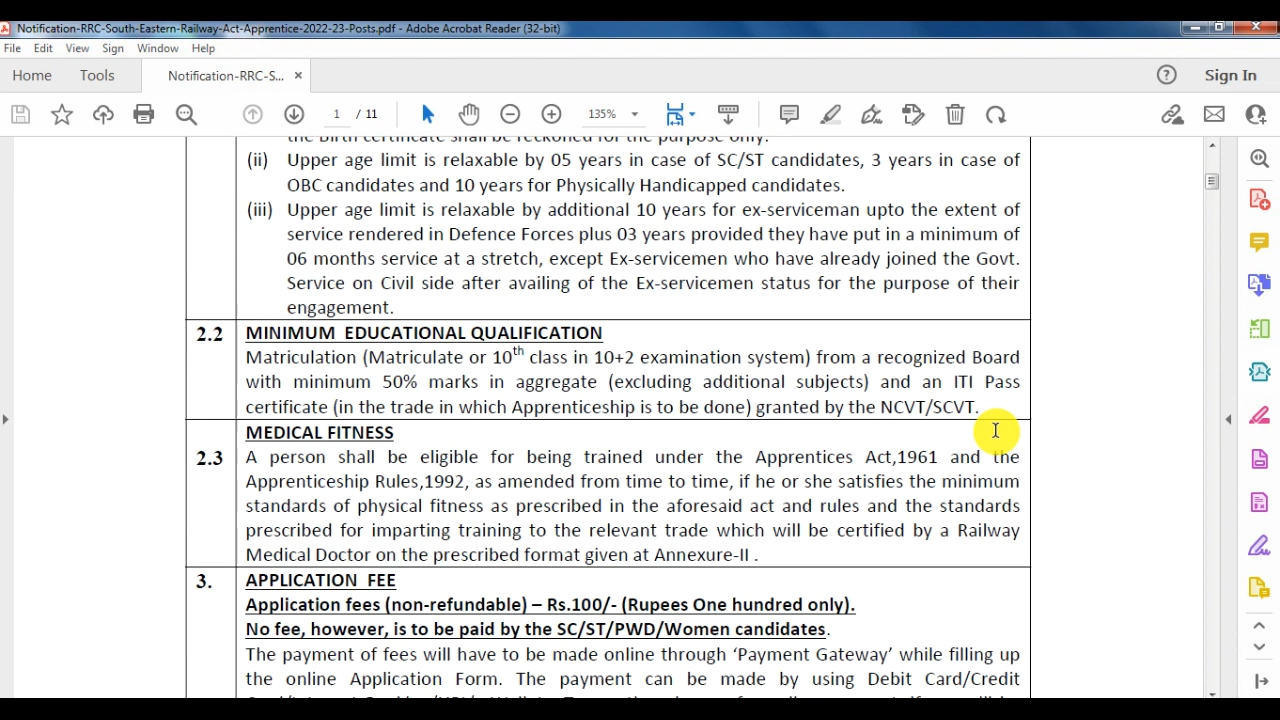 Notification-RRC-South-Eastern-Railway-Act-Apprentice-2022-23-Posts.pdf - Adobe Acrobat Reader (32-bit)
File Edit View Sign Window Help
Home Tools Notification-RRC-S... × Sign In
1 / 11 135%
the Birth certificate shall be reckoned for the purpose only.
(ii) Upper age limit is relaxable by 05 years in case of SC/ST candidates, 3 years in case of
OBC candidates and 10 years for Physically Handicapped candidates.
(iii) Upper age limit is relaxable by additional 10 years for ex-serviceman upto the extent of
service rendered in Defence Forces plus 03 years provided they have put in a minimum of
06 months service at a stretch, except Ex-servicemen who have already joined the Govt.
Service on Civil side after availing of the Ex-servicemen status for the purpose of their
engagement.
2.2 MINIMUM EDUCATIONAL QUALIFICATION
Matriculation (Matriculate or 10th class in 10+2 examination system) from a recognized Board
with minimum 50% marks in aggregate (excluding additional subjects) and an ITI Pass
certificate (in the trade in which Apprenticeship is to be done) granted by the NCVT/SCVT.
MEDICAL FITNESS
2.3 A person shall be eligible for being trained under the Apprentices Act,1961 and the
Apprenticeship Rules,1992, as amended from time to time, if he or she satisfies the minimum
standards of physical fitness as prescribed in the aforesaid act and rules and the standards
prescribed for imparting training to the relevant trade which will be certified by a Railway
Medical Doctor on the prescribed format given at Annexure-II .
3. APPLICATION FEE
Application fees (non-refundable) – Rs.100/- (Rupees One hundred only).
No fee, however, is to be paid by the SC/ST/PWD/Women candidates.
The payment of fees will have to be made online through ‘Payment Gateway’ while filling up
the online Application Form. The payment can be made by using Debit Card/Credit